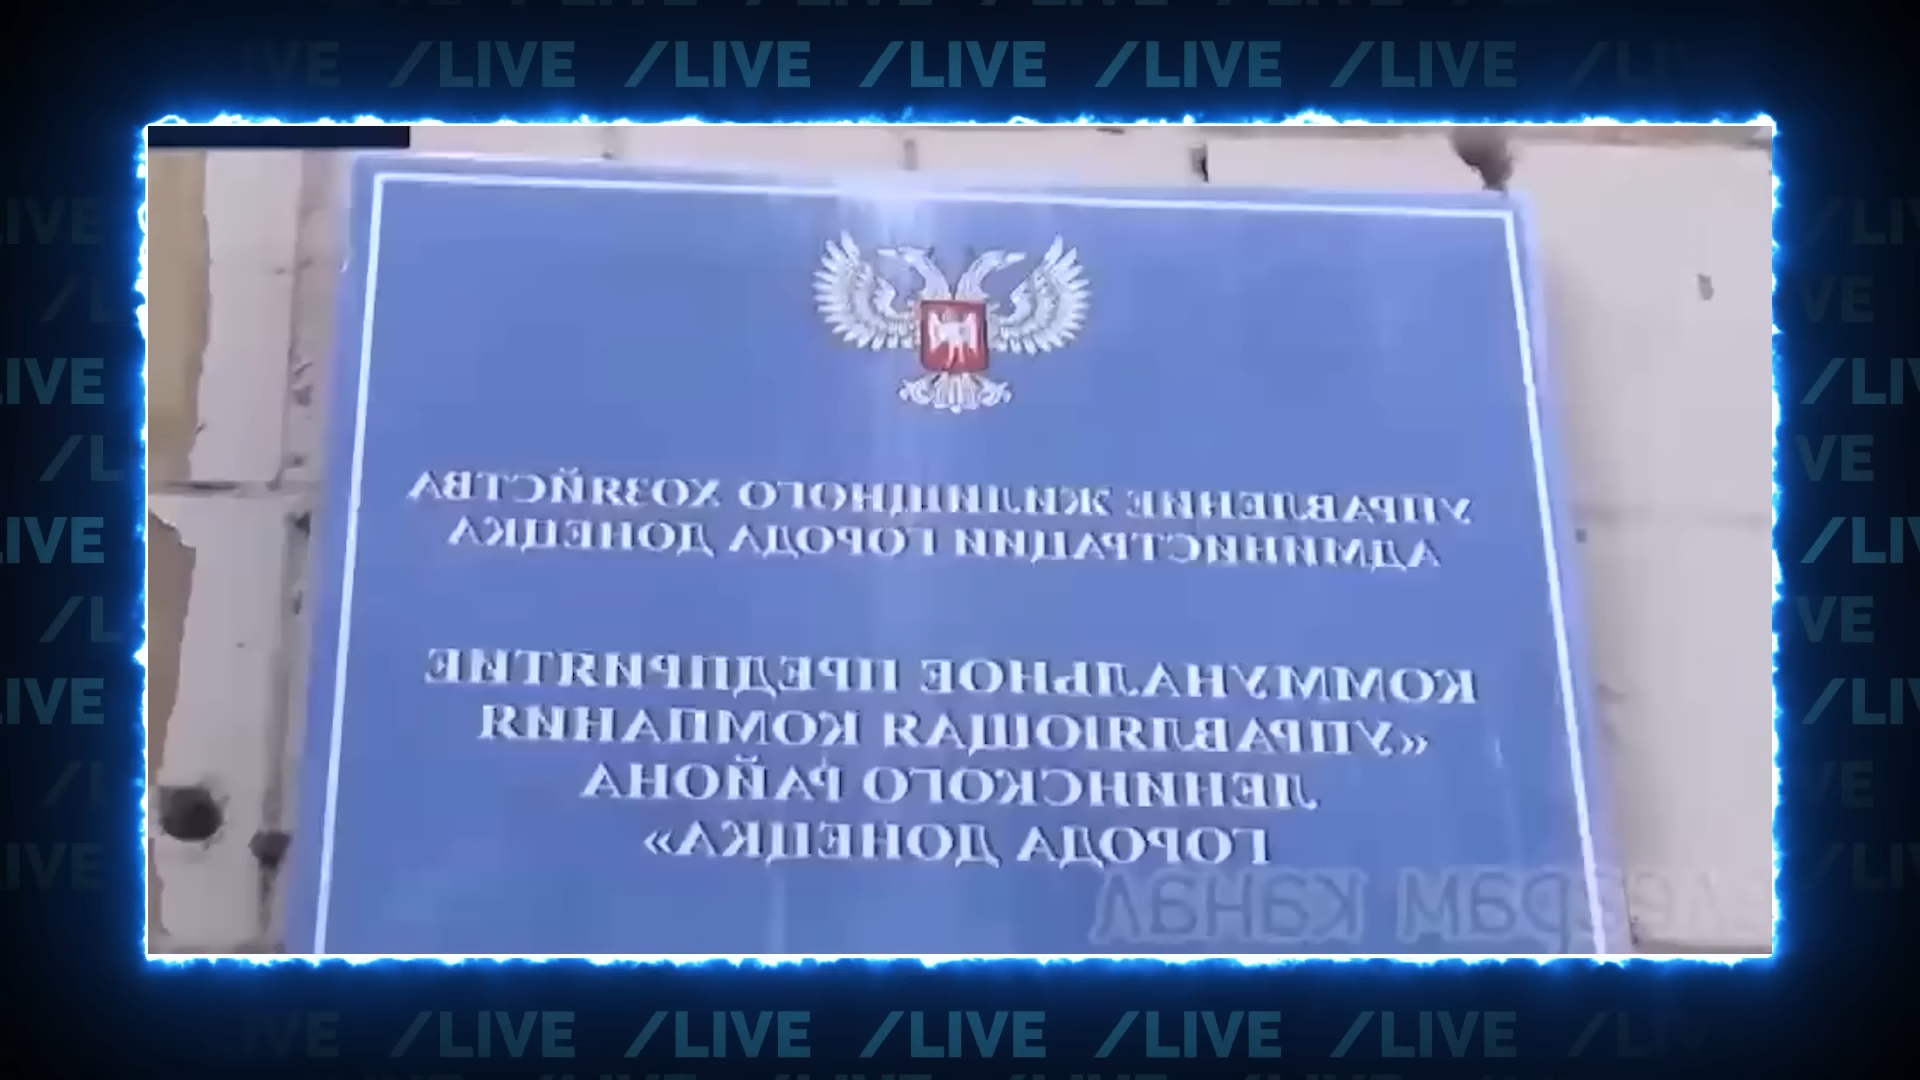 /LIVE /LIVE /LIVE /LIVE /LIVE
УПРАВЛЕНИЕ ЖИЛИЩНОГО ХОЗЯЙСТВА
АДМИНИСТРАЦИИ ГОРОДА ДОНЕЦКА
КОММУНАЛЬНОЕ ПРЕДПРИЯТИЕ
«УПРАВЛЯЮЩАЯ КОМПАНИЯ
ЛЕНИНСКОГО РАЙОНА
ГОРОДА ДОНЕЦКА»
канал
/LIVE /LIVE /LIVE /LIVE /LIVE